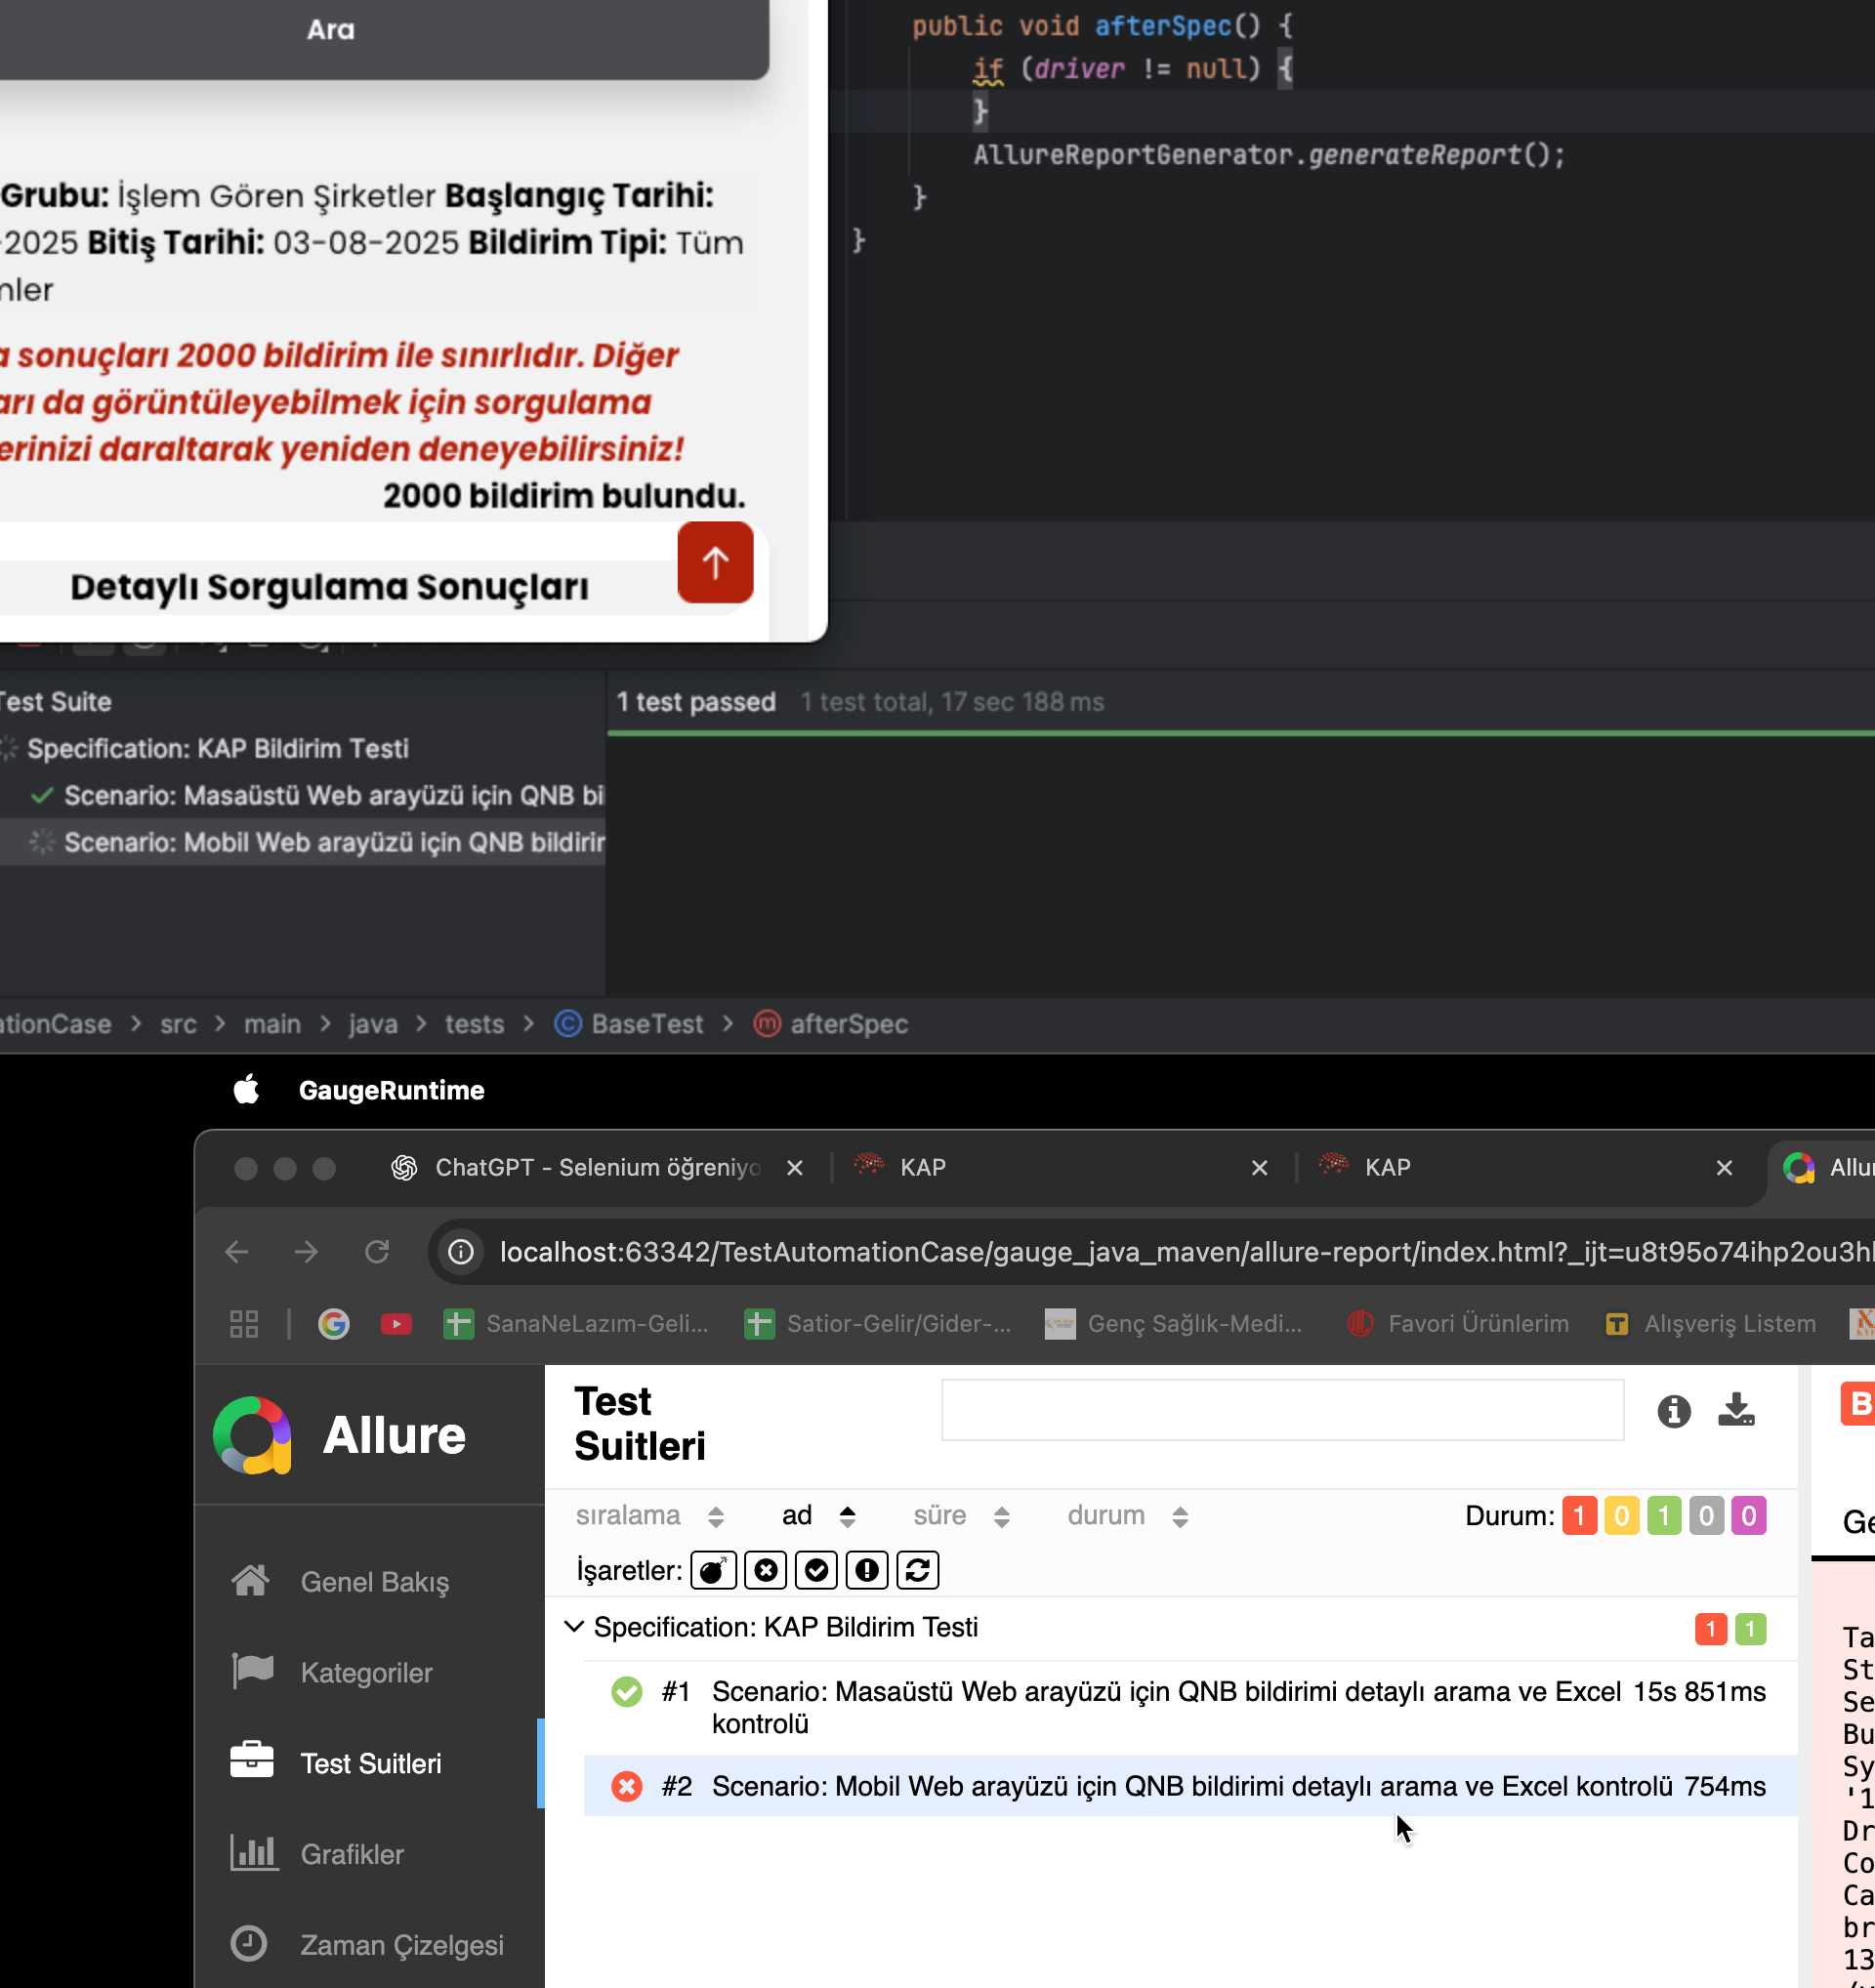 Ara
Grubu: İşlem Gören Şirketler Başlangıç Tarihi:
-2025 Bitiş Tarihi: 03-08-2025 Bildirim Tipi: Tüm
sonuçları 2000 bildirim ile sınırlıdır. Diğer
da görüntüleyebilmek için sorgulama
daraltarak yeniden deneyebilirsiniz!
2000 bildirim bulundu.
Detaylı Sorgulama Sonuçları
public void afterSpec() {
if (driver != null) {
}
AllureReportGenerator.generateReport();
}
}
Test Suite
Specification: KAP Bildirim Testi
Scenario: Masaüstü Web arayüzü için QNB bi
Scenario: Mobil Web arayüzü için QNB bildirir
1 test passed 1 test total, 17 sec 188 ms
ationCase > src > main > java > tests > BaseTest > afterSpec
GaugeRuntime
ChatGPT - Selenium öğreniyo
KAP
KAP
Allu
localhost:63342/TestAutomationCase/gauge_java_maven/allure-report/index.html?_ijt=u8t95o74ihp2ou3h
SanaNeLazım-Geli... Satior-Gelir/Gider-... Genç Sağlık-Medi... Favori Ürünlerim Alışveriş Listem
Allure
Genel Bakış
Kategoriler
Test Suitleri
Grafikler
Zaman Çizelgesi
Test
Suitleri
sıralama ad süre durum Durum: 1 0 1 0 0
İşaretler:
Specification: KAP Bildirim Testi 1 1
#1 Scenario: Masaüstü Web arayüzü için QNB bildirimi detaylı arama ve Excel 15s 851ms
kontrolü
#2 Scenario: Mobil Web arayüzü için QNB bildirimi detaylı arama ve Excel kontrolü 754ms
B
Ge
Ta
St
Se
Bu
Sy
'1
Dr
Co
Ca
br
13